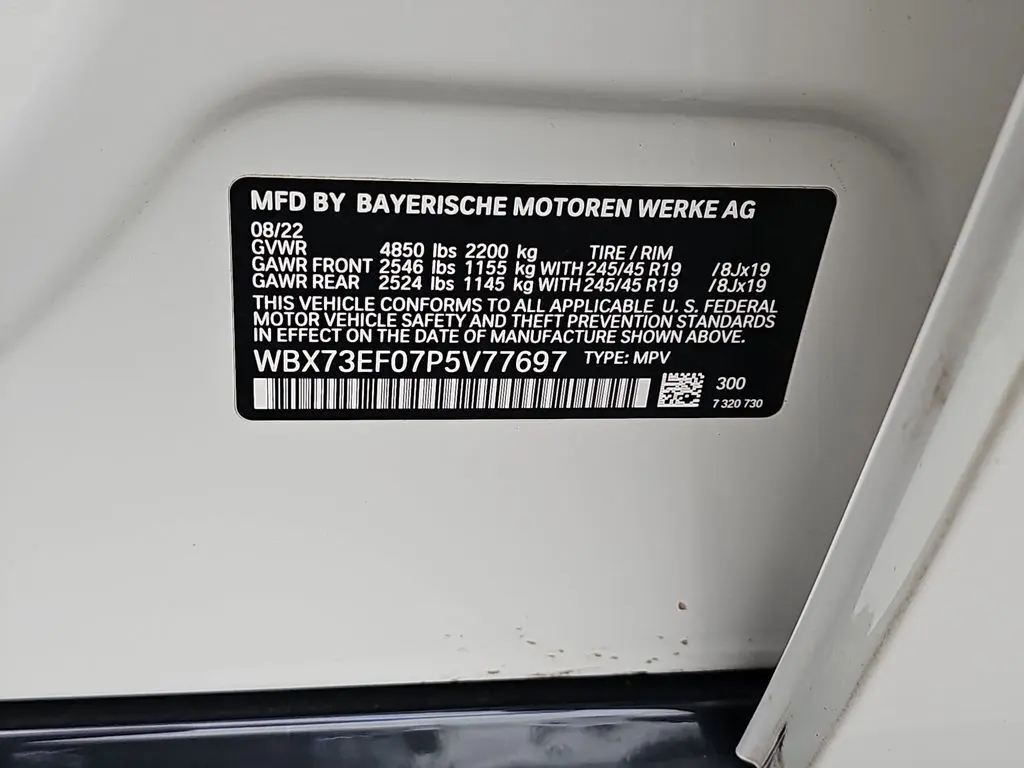 MFD BY BAYERISCHE MOTOREN WERKE AG
08/22
GVWR 4850 lbs 2200 kg TIRE / RIM
GAWR FRONT 2546 lbs 1155 kg WITH 245/45 R19 /8Jx19
GAWR REAR 2524 lbs 1145 kg WITH 245/45 R19 /8Jx19
THIS VEHICLE CONFORMS TO ALL APPLICABLE U. S. FEDERAL
MOTOR VEHICLE SAFETY AND THEFT PREVENTION STANDARDS
IN EFFECT ON THE DATE OF MANUFACTURE SHOWN ABOVE.
WBX73EF07P5V77697 TYPE: MPV
300
7 320 730